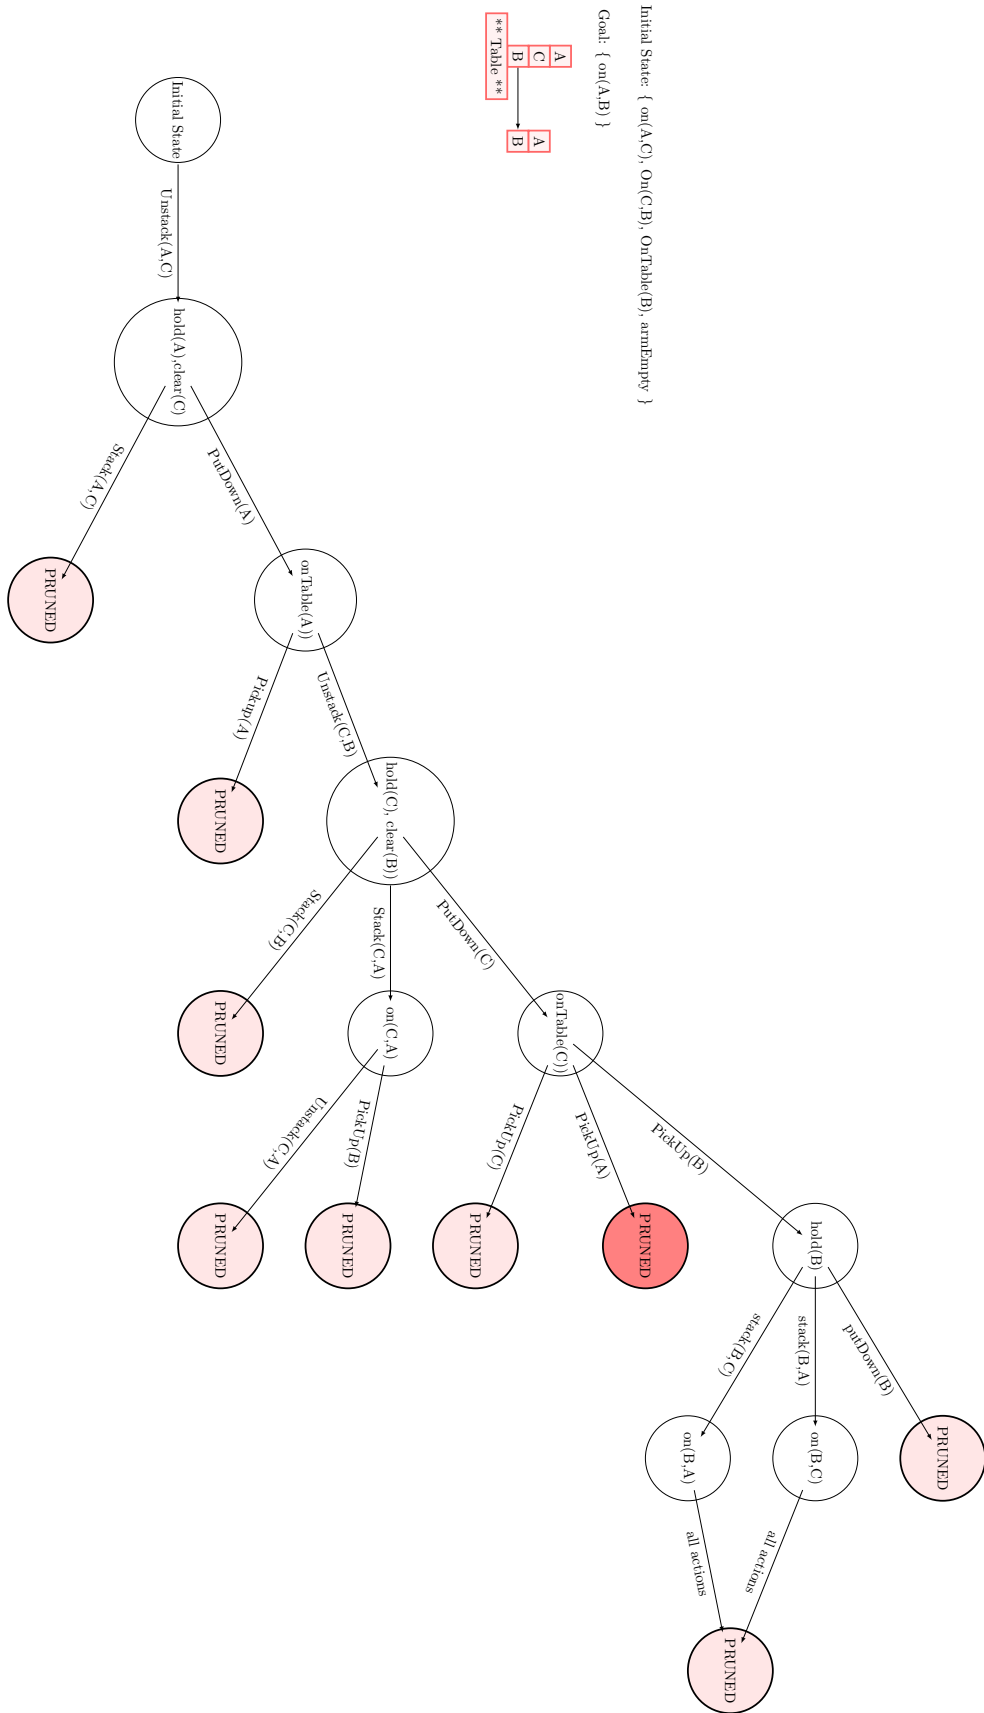 Initial State: { on(A,C), On(C,B), OnTable(B), armEmpty }
Goal: { on(A,B) }
A
C
B
** Table **
A
B
Initial State
Unstack(A,C)
hold(A),clear(C)
PutDown(A)
Stack(A,C)
onTable(A))
PRUNED
Unstack(C,B)
Pickup(A)
hold(C), clear(B))
PRUNED
PutDown(C)
Stack(C,A)
Stack(C,B)
onTable(C))
on(C,A)
PRUNED
PickUp(B)
PickUp(A)
PickUp(C)
PickUp(B)
Unstack(C,A)
hold(B)
PRUNED
PRUNED
PRUNED
PRUNED
putDown(B)
stack(B,A)
stack(B,C)
PRUNED
on(B,C)
on(B,A)
all actions
all actions
PRUNED